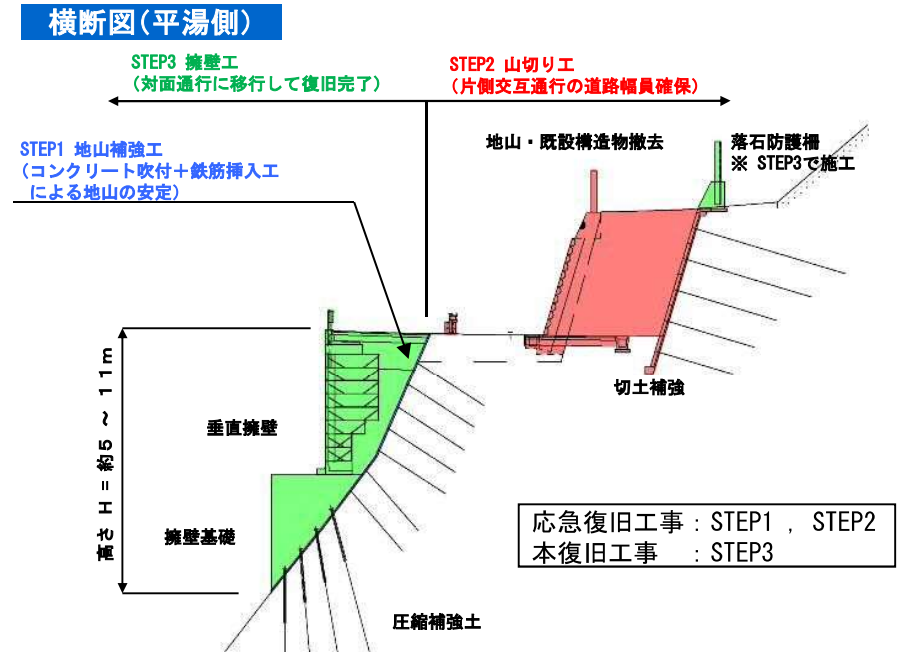 横断図(平湯側)
STEP3 擁壁工
(対面通行に移行して復旧完了)
STEP2 山切り工
(片側交互通行の道路幅員確保)
STEP1 地山補強工
(コンクリート吹付+鉄筋挿入工
による地山の安定)
地山・既設構造物撤去
落石防護柵
※ STEP3で施工
切土補強
高さ H=約5 ~ 11m
垂直擁壁
擁壁基礎
圧縮補強土
応急復旧工事:STEP1 , STEP2
本復旧工事 :STEP3